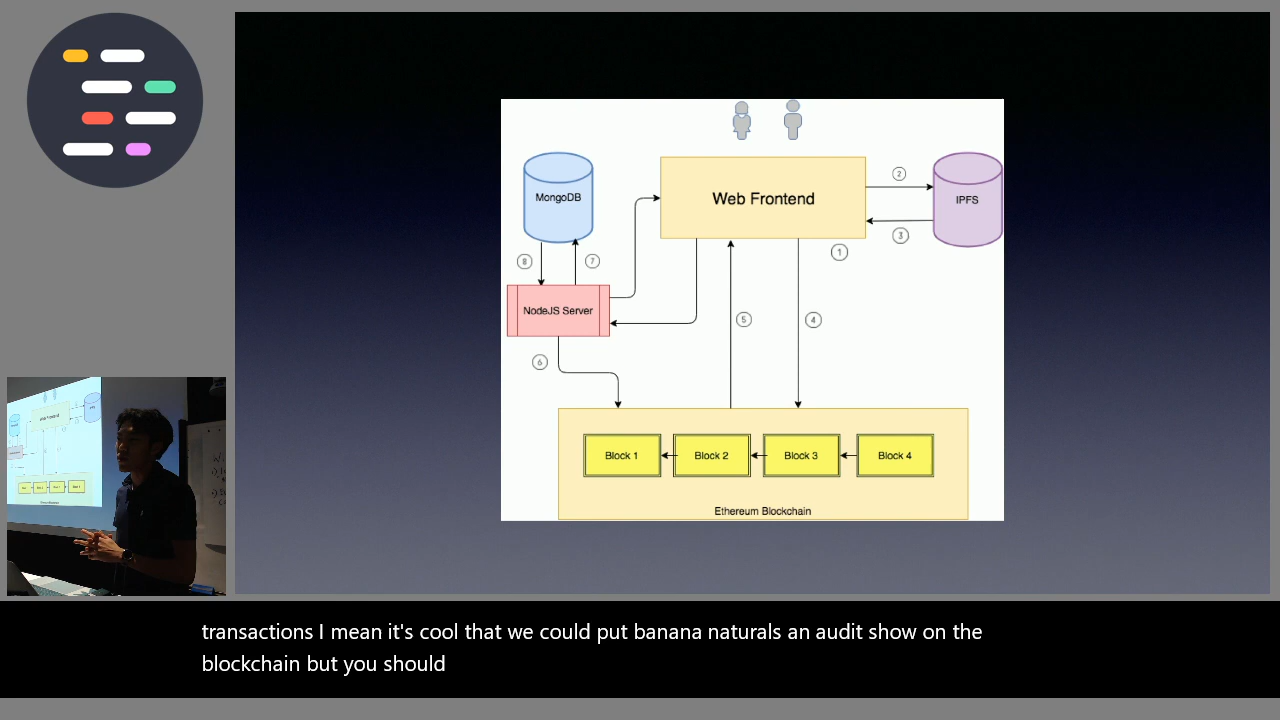 MongoDB
Web Frontend
IPFS
2
3
1
8
7
NodeJS Server
5
4
6
Block 1
Block 2
Block 3
Block 4
Ethereum Blockchain
transactions I mean it's cool that we could put banana naturals an audit show on the
blockchain but you should